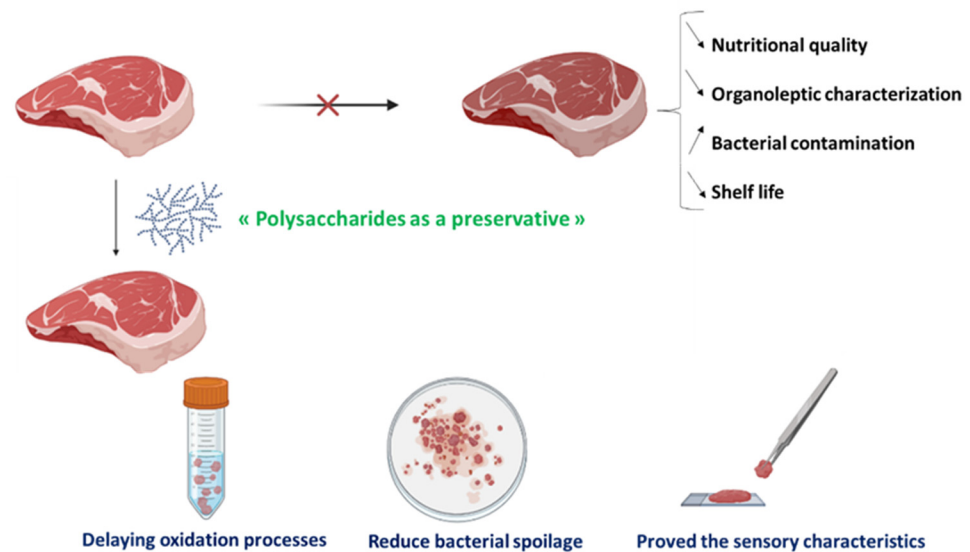 Nutritional quality
Organoleptic characterization
Bacterial contamination
Shelf life
« Polysaccharides as a preservative »
Delaying oxidation processes
Reduce bacterial spoilage
Proved the sensory characteristics